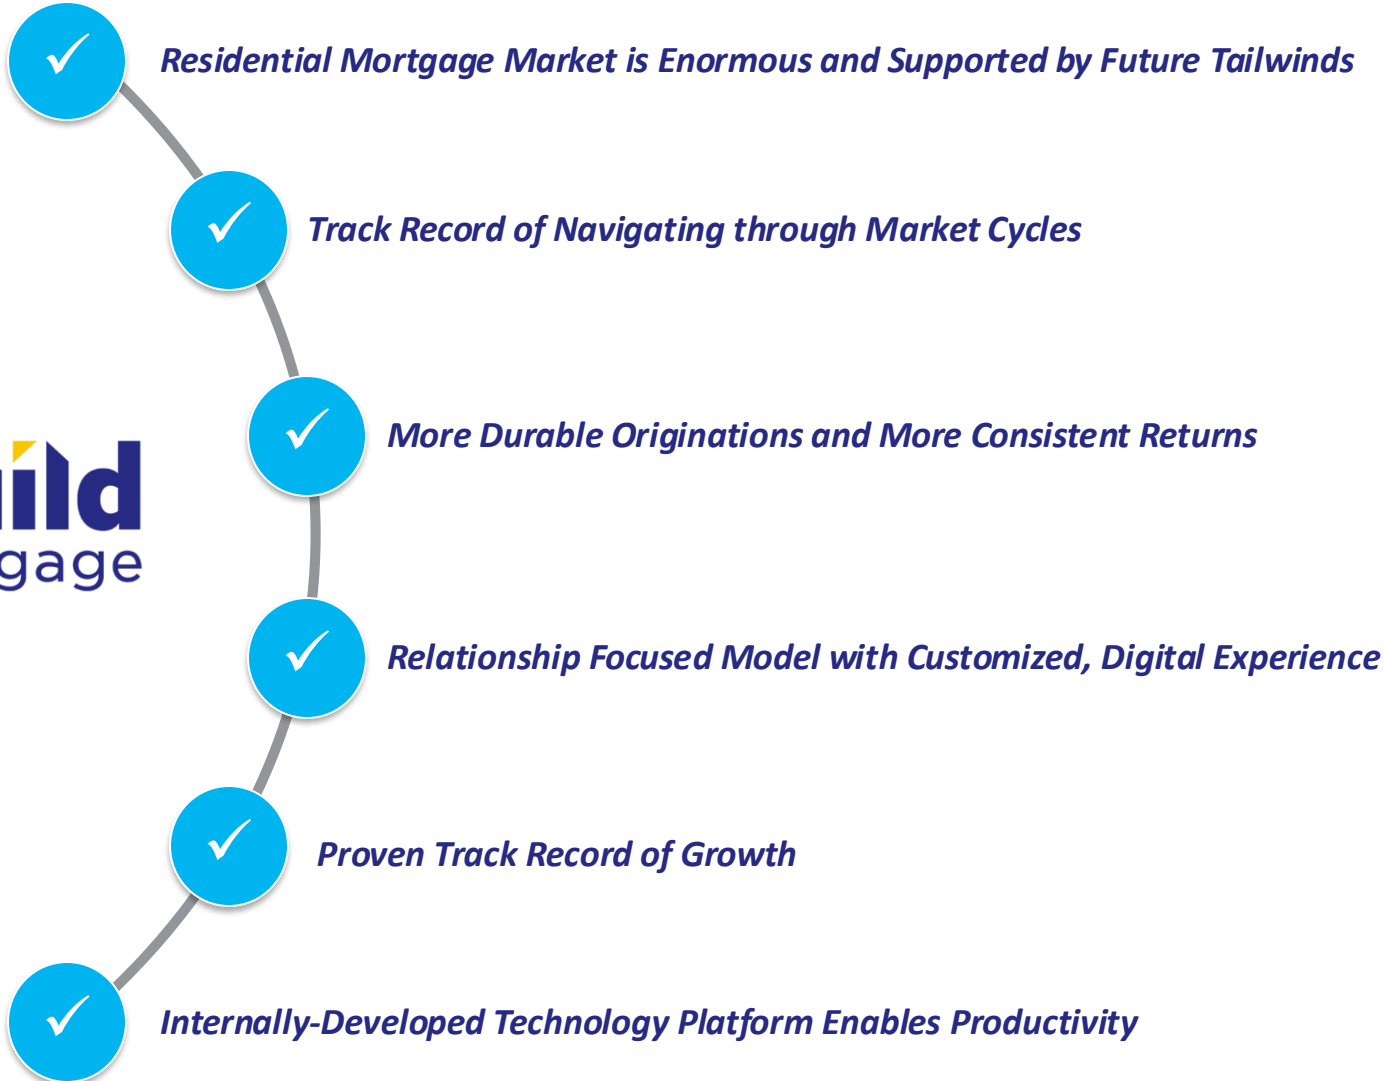 Residential Mortgage Market is Enormous and Supported by Future Tailwinds
Track Record of Navigating through Market Cycles
More Durable Originations and More Consistent Returns
ild
gage
Relationship Focused Model with Customized, Digital Experience
Proven Track Record of Growth
Internally-Developed Technology Platform Enables Productivity